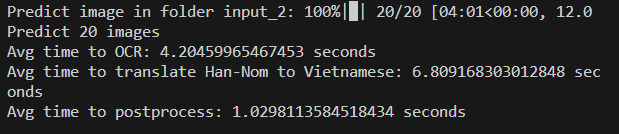 Predict image in folder input_2: 100%|█| 20/20 [04:01<00:00, 12.0
Predict 20 images
Avg time to OCR: 4.20459965467453 seconds
Avg time to translate Han-Nom to Vietnamese: 6.809168303012848 sec
onds
Avg time to postprocess: 1.0298113584518434 seconds